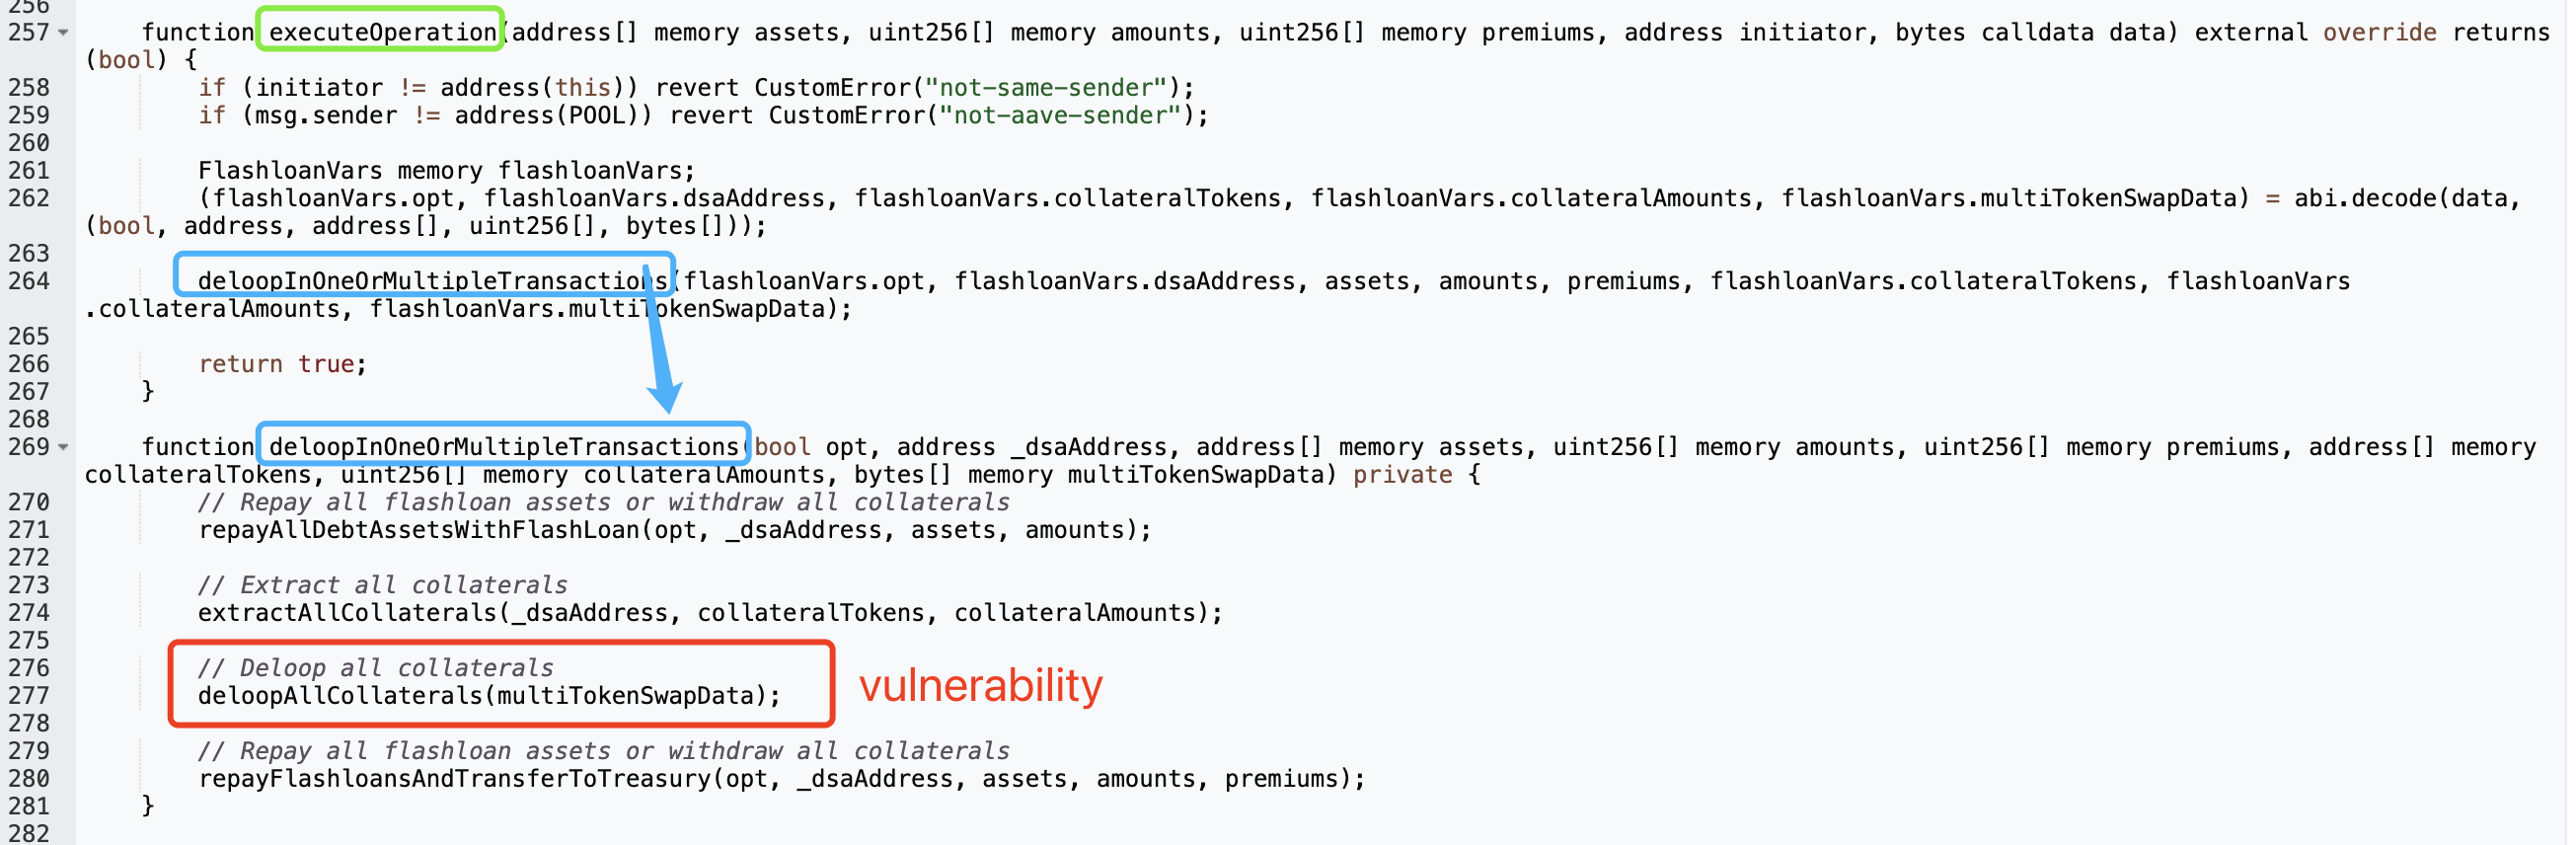 256
257 function executeOperation(address[] memory assets, uint256[] memory amounts, uint256[] memory premiums, address initiator, bytes calldata data) external override returns
(bool) {
258 if (initiator != address(this)) revert CustomError("not-same-sender");
259 if (msg.sender != address(POOL)) revert CustomError("not-aave-sender");
260
261 FlashloanVars memory flashloanVars;
262 (flashloanVars.opt, flashloanVars.dsaAddress, flashloanVars.collateralTokens, flashloanVars.collateralAmounts, flashloanVars.multiTokenSwapData) = abi.decode(data,
(bool, address, address[], uint256[], bytes[]));
263
264 deloopInOneOrMultipleTransactions(flashloanVars.opt, flashloanVars.dsaAddress, assets, amounts, premiums, flashloanVars.collateralTokens, flashloanVars
.collateralAmounts, flashloanVars.multiTokenSwapData);
265
266 return true;
267 }
268
269 function deloopInOneOrMultipleTransactions(bool opt, address _dsaAddress, address[] memory assets, uint256[] memory amounts, uint256[] memory premiums, address[] memory
collateralTokens, uint256[] memory collateralAmounts, bytes[] memory multiTokenSwapData) private {
270 // Repay all flashloan assets or withdraw all collaterals
271 repayAllDebtAssetsWithFlashLoan(opt, _dsaAddress, assets, amounts);
272
273 // Extract all collaterals
274 extractAllCollaterals(_dsaAddress, collateralTokens, collateralAmounts);
275
276 // Deloop all collaterals
277 deloopAllCollaterals(multiTokenSwapData);
vulnerability
278
279 // Repay all flashloan assets or withdraw all collaterals
280 repayFlashloansAndTransferToTreasury(opt, _dsaAddress, assets, amounts, premiums);
281 }
282